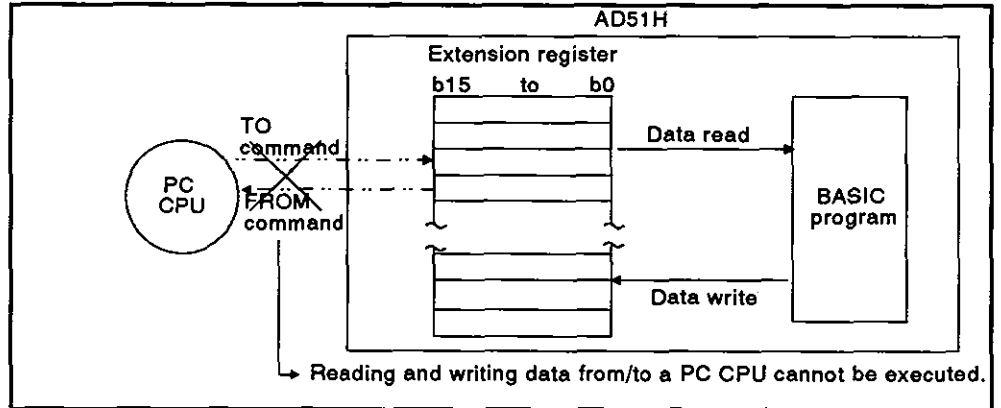 AD51H
Extension register
b15 to b0
TO
command
Data read
PC
CPU
FROM
command
BASIC
program
Data write
Reading and writing data from/to a PC CPU cannot be executed.